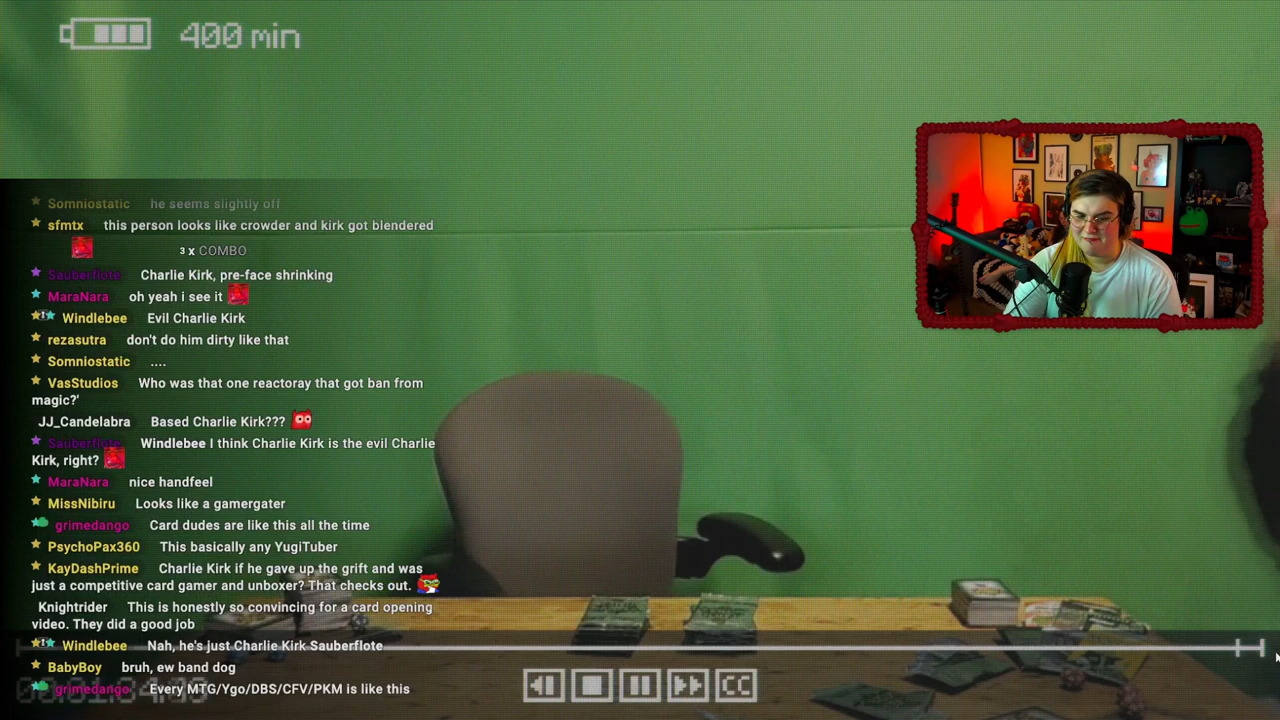 400 min
Somniostatic he seems slightly off
sfmtx this person looks like crowder and kirk got blendered
3 x COMBO
Sauberflote Charlie Kirk, pre-face shrinking
MaraNara oh yeah i see it
Windlebee Evil Charlie Kirk
rezasutra don't do him dirty like that
Somniostatic ....
VasStudios Who was that one reactoray that got ban from
magic?'
JJ_Candelabra Based Charlie Kirk???
Sauberflote Windlebee I think Charlie Kirk is the evil Charlie
Kirk, right?
MaraNara nice handfeel
MissNibiru Looks like a gamergater
grimedango Card dudes are like this all the time
PsychoPax360 This basically any YugiTuber
KayDashPrime Charlie Kirk if he gave up the grift and was
just a competitive card gamer and unboxer? That checks out.
Knightrider This is honestly so convincing for a card opening
video. They did a good job
Windlebee Nah, he's just Charlie Kirk Sauberflote
BabyBoy bruh, ew band dog
grimedango Every MTG/Ygo/DBS/CFV/PKM is like this
CC